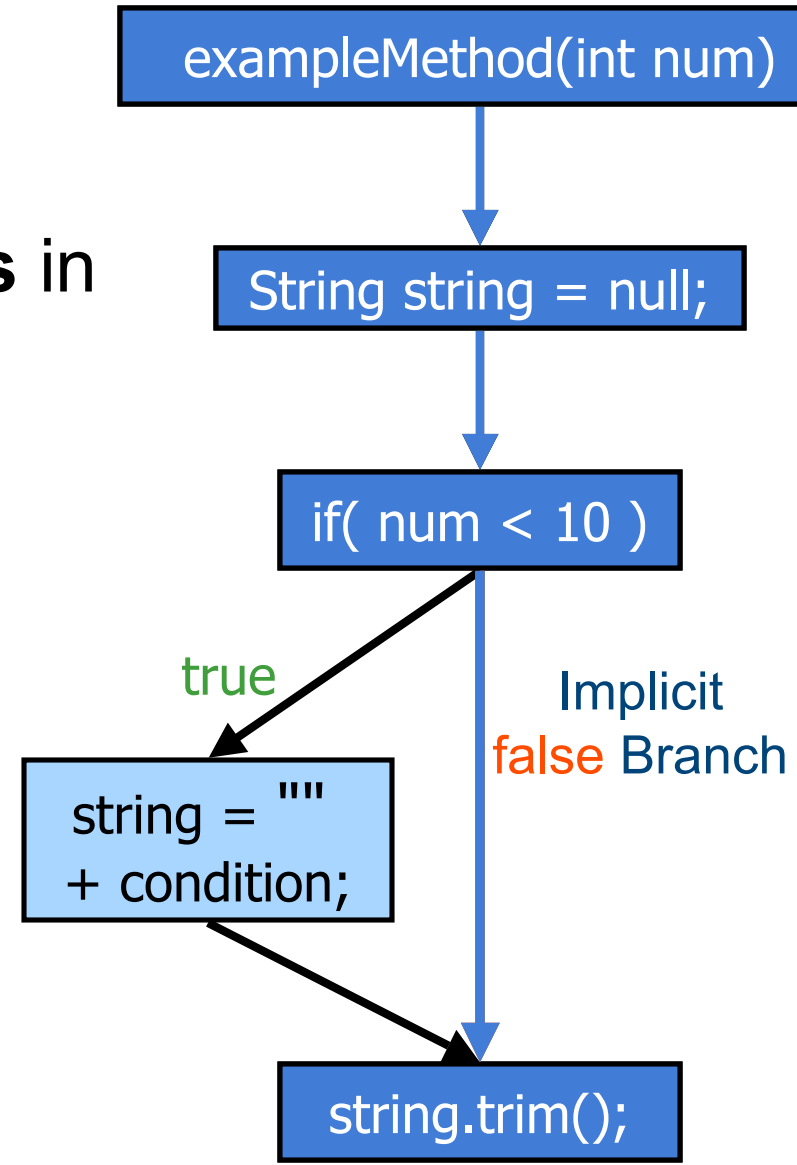 exampleMethod(int num)
s in
String string = null;
if( num < 10 )
true
Implicit
false Branch
string = ""
+ condition;
string.trim();